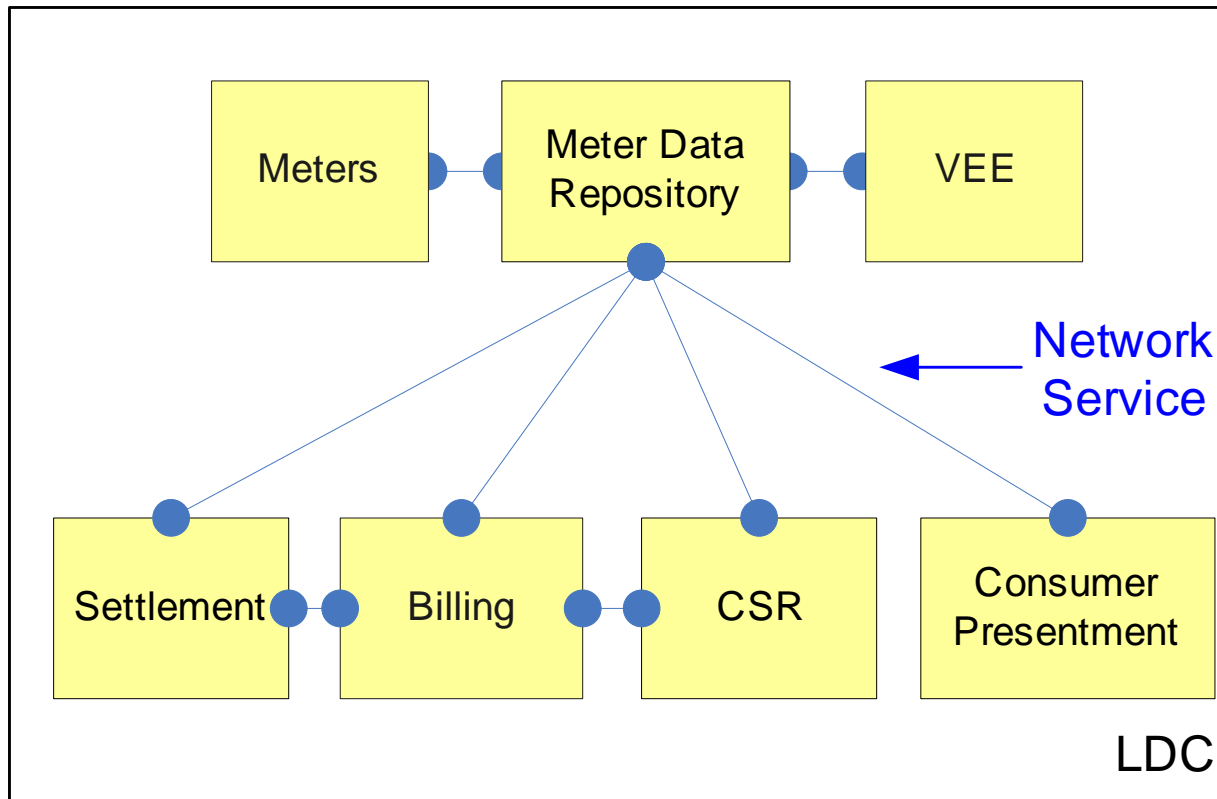 Meters
Meter Data
Repository
VEE
Network
Service
Settlement
Billing
CSR
Consumer
Presentment
LDC